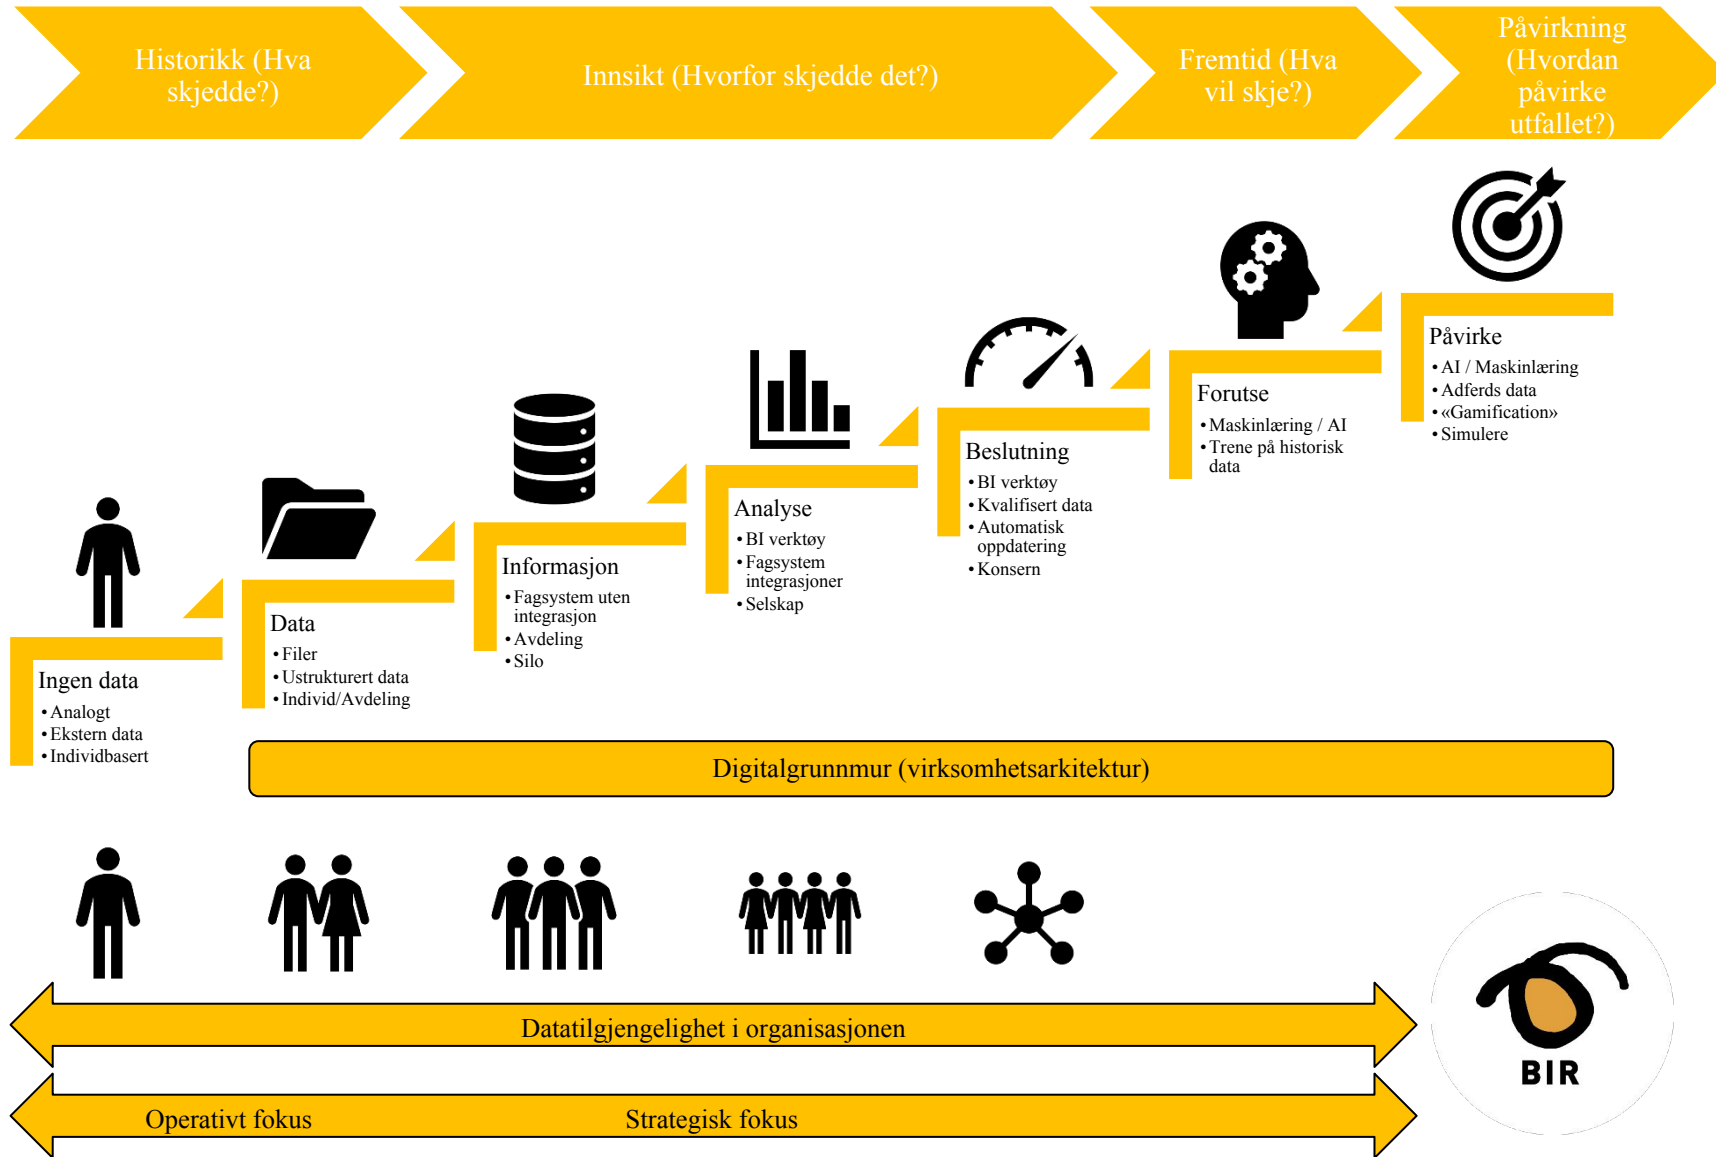 Historikk (Hva
skjedde?)
Innsikt (Hvorfor skjedde det?)
Fremtid (Hva
vil skje?)
Påvirkning
(Hvordan
påvirke
utfallet?)
Ingen data
•Analogt
•Ekstern data
•Individbasert
Data
•Filer
•Ustrukturert data
•Individ/Avdeling
Informasjon
•Fagsystem uten
integrasjon
•Avdeling
•Silo
Analyse
•BI verktøy
•Fagsystem
integrasjoner
•Selskap
Beslutning
•BI verktøy
•Kvalifisert data
•Automatisk
oppdatering
•Konsern
Forutse
•Maskinlæring / AI
•Trene på historisk
data
Påvirke
•AI / Maskinlæring
•Adferds data
•«Gamification»
•Simulere
Digitalgrunnmur (virksomhetsarkitektur)
Datatilgjengelighet i organisasjonen
Operativt fokus
Strategisk fokus
BIR